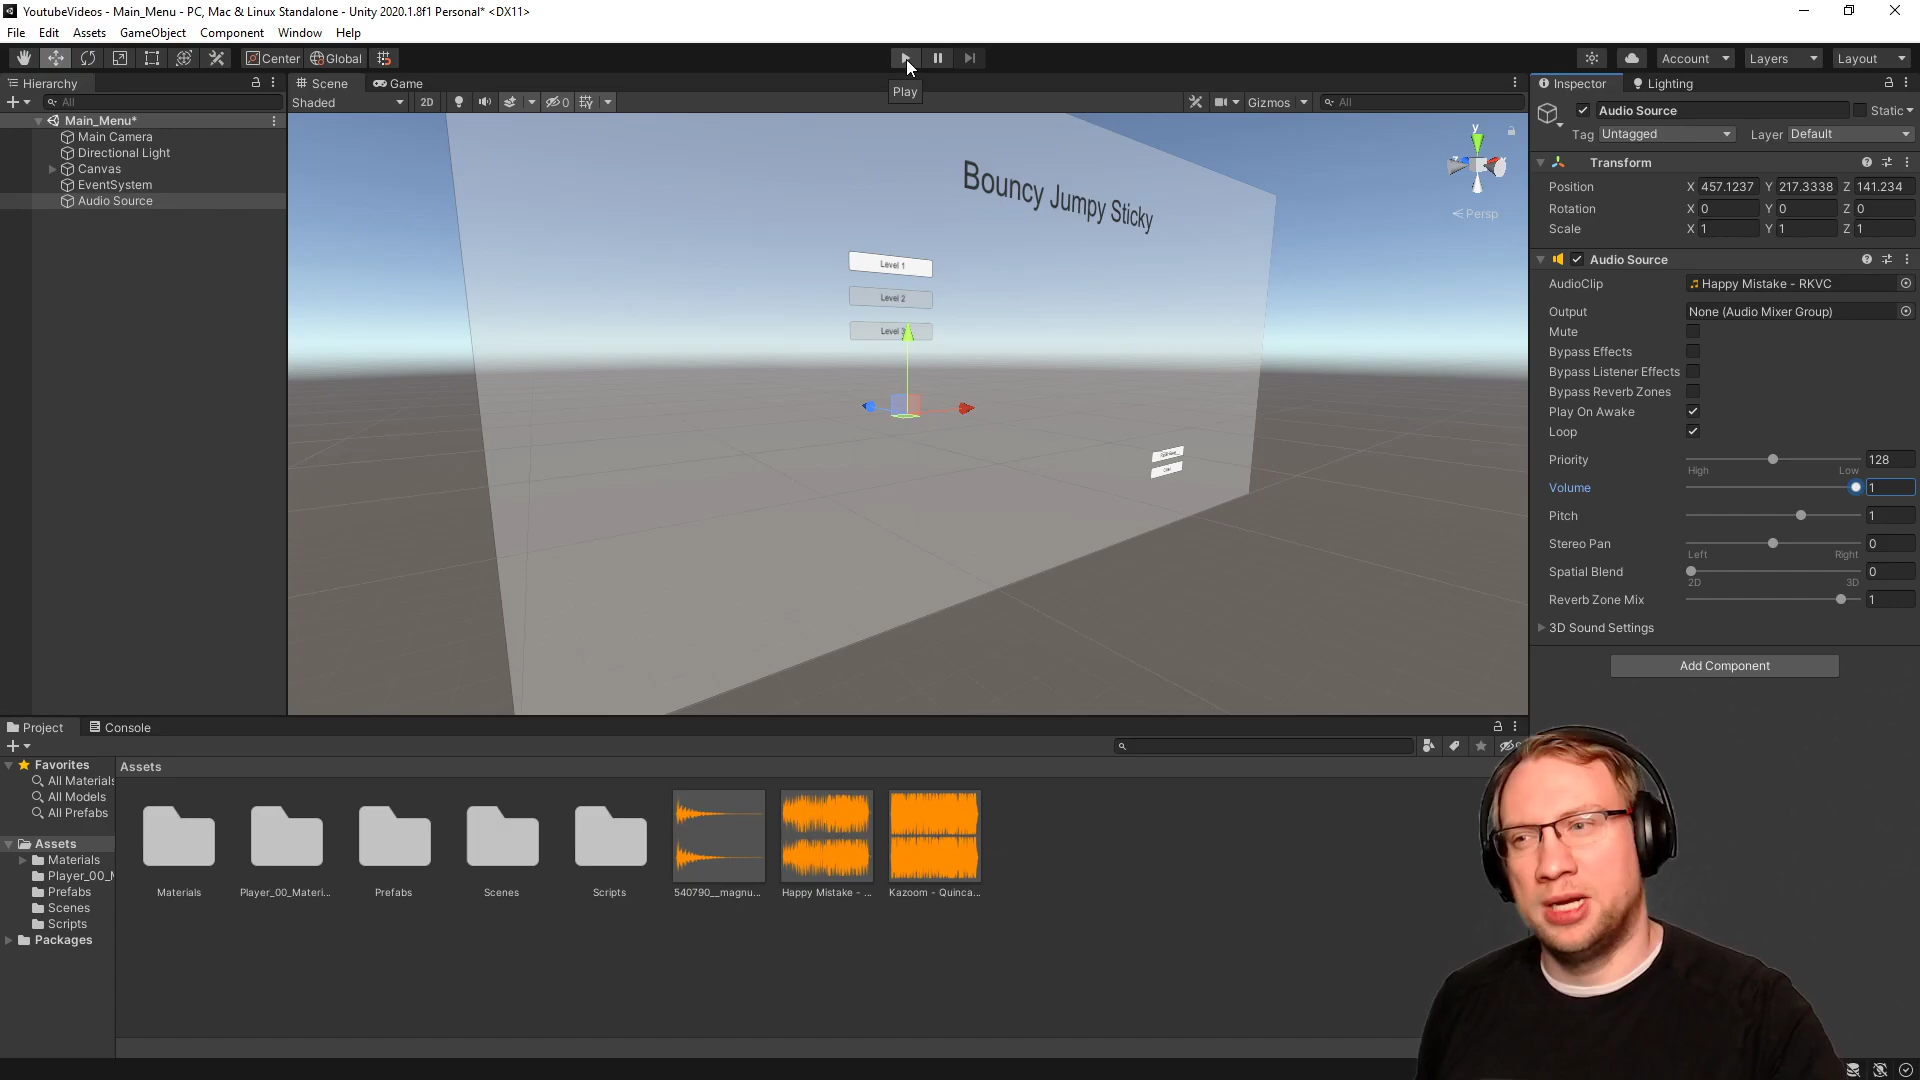 YoutubeVideos - Main_Menu - PC, Mac & Linux Standalone - Unity 2020.1.8f1 Personal* <DX11>
File Edit Assets GameObject Component Window Help
Center Global Account Layers Layout
Play
Hierarchy
All
Main_Menu*
Main Camera
Directional Light
Canvas
EventSystem
Audio Source
Scene Game
Shaded 2D 0 Gizmos All
Bouncy Jumpy Sticky
Level 1
Level 2
Level 3
y
Persp
Inspector Lighting
Audio Source Static
Tag Untagged Layer Default
Transform
Position X 457.1237 Y 217.3338 Z 141.234
Rotation X 0 Y 0 Z 0
Scale X 1 Y 1 Z 1
Audio Source
AudioClip Happy Mistake - RKVC
Output None (Audio Mixer Group)
Mute
Bypass Effects
Bypass Listener Effects
Bypass Reverb Zones
Play On Awake
Loop
Priority 128
High Low
Volume 1
Pitch 1
Stereo Pan 0
Left Right
Spatial Blend 0
2D 3D
Reverb Zone Mix 1
3D Sound Settings
Add Component
Project Console
Favorites
All Materials
All Models
All Prefabs
Assets
Materials
Player_00_M
Prefabs
Scenes
Scripts
Packages
Assets
Materials
Player_00_Materi...
Prefabs
Scenes
Scripts
540790__magnu...
Happy Mistake - ...
Kazoom - Quinca...